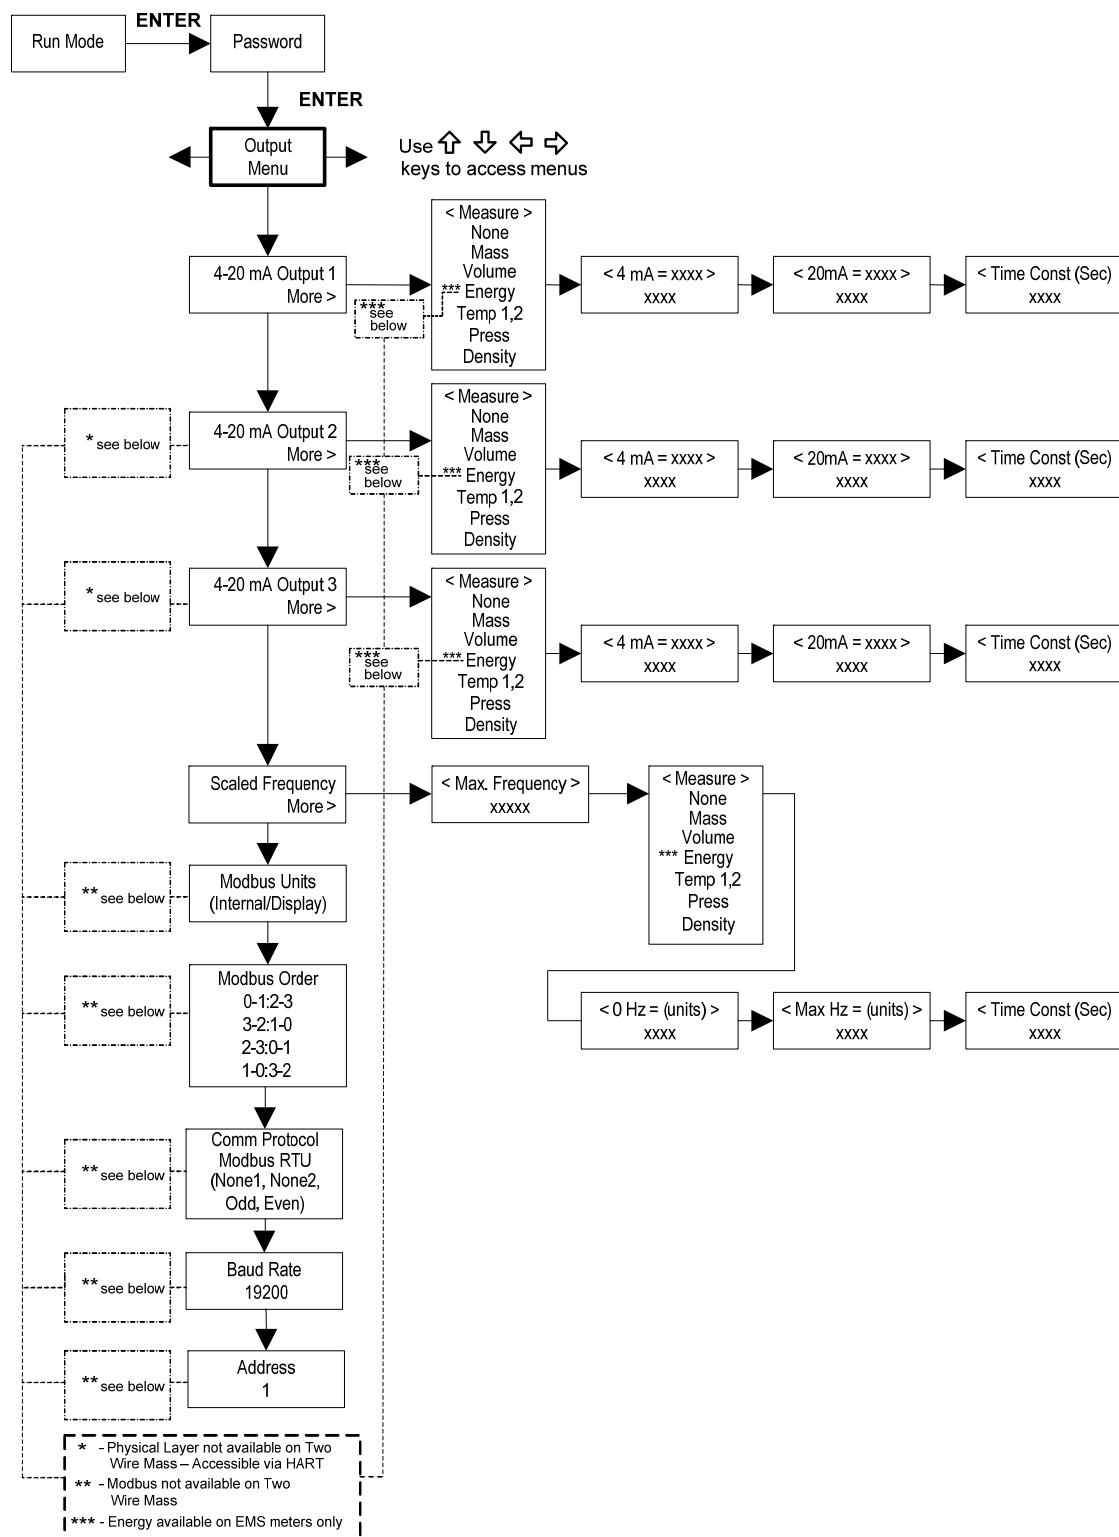 Run Mode
ENTER
Password
ENTER
Output
Menu
Use
keys to access menus
4-20 mA Output 1
More >
< Measure >
None
Mass
Volume
*** Energy
Temp 1,2
Press
Density
*** see
below
< 4 mA = xxxx >
xxxx
< 20mA = xxxx >
xxxx
< Time Const (Sec)
xxxx
* see below
4-20 mA Output 2
More >
< Measure >
None
Mass
Volume
*** Energy
Temp 1,2
Press
Density
*** see
below
< 4 mA = xxxx >
xxxx
< 20mA = xxxx >
xxxx
< Time Const (Sec)
xxxx
* see below
4-20 mA Output 3
More >
< Measure >
None
Mass
Volume
*** Energy
Temp 1,2
Press
Density
*** see
below
< 4 mA = xxxx >
xxxx
< 20mA = xxxx >
xxxx
< Time Const (Sec)
xxxx
Scaled Frequency
More >
< Max. Frequency >
xxxxx
< Measure >
None
Mass
Volume
*** Energy
Temp 1,2
Press
Density
< 0 Hz = (units) >
xxxx
< Max Hz = (units) >
xxxx
< Time Const (Sec)
xxxx
** see below
Modbus Units
(Internal/Display)
** see below
Modbus Order
0-1:2-3
3-2:1-0
2-3:0-1
1-0:3-2
** see below
Comm Protocol
Modbus RTU
(None1, None2,
Odd, Even)
** see below
Baud Rate
19200
** see below
Address
1
* - Physical Layer not available on Two
Wire Mass – Accessible via HART
** - Modbus not available on Two
Wire Mass
*** - Energy available on EMS meters only